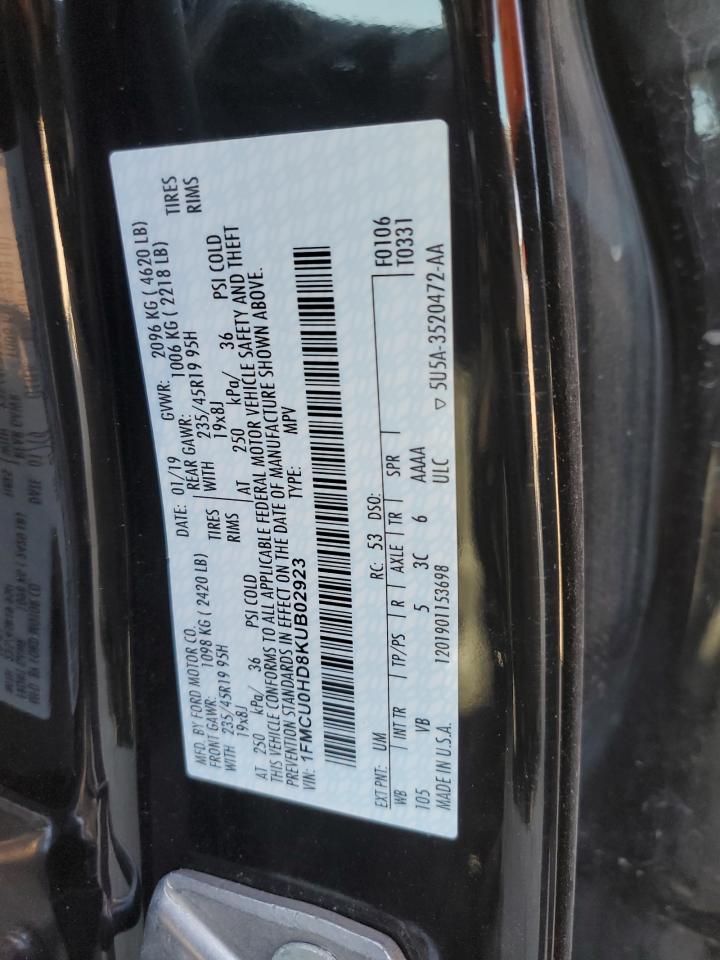 MFD. BY FORD MOTOR CO.
DATE: 01/19
GVWR: 2096 KG ( 4620 LB)
FRONT GAWR: 1098 KG ( 2420 LB)
REAR GAWR: 1006 KG ( 2218 LB)
WITH 235/45R19 95H TIRES
WITH 235/45R19 95H TIRES
19x8J RIMS
19x8J RIMS
AT 250 kPa/ 36 PSI COLD
AT 250 kPa/ 36 PSI COLD
THIS VEHICLE CONFORMS TO ALL APPLICABLE FEDERAL MOTOR VEHICLE SAFETY AND THEFT
PREVENTION STANDARDS IN EFFECT ON THE DATE OF MANUFACTURE SHOWN ABOVE.
VIN: 1FMCU0HD8KUB02923
TYPE: MPV
F0106
T0331
EXT PNT: UM RC: 53 DSO:
WB INT TR TP/PS R AXLE TR SPR
105 VB 5 3C 6 AAAA
MADE IN U.S.A. 1201901153698 ULC ▽ 5U5A-3520472-AA